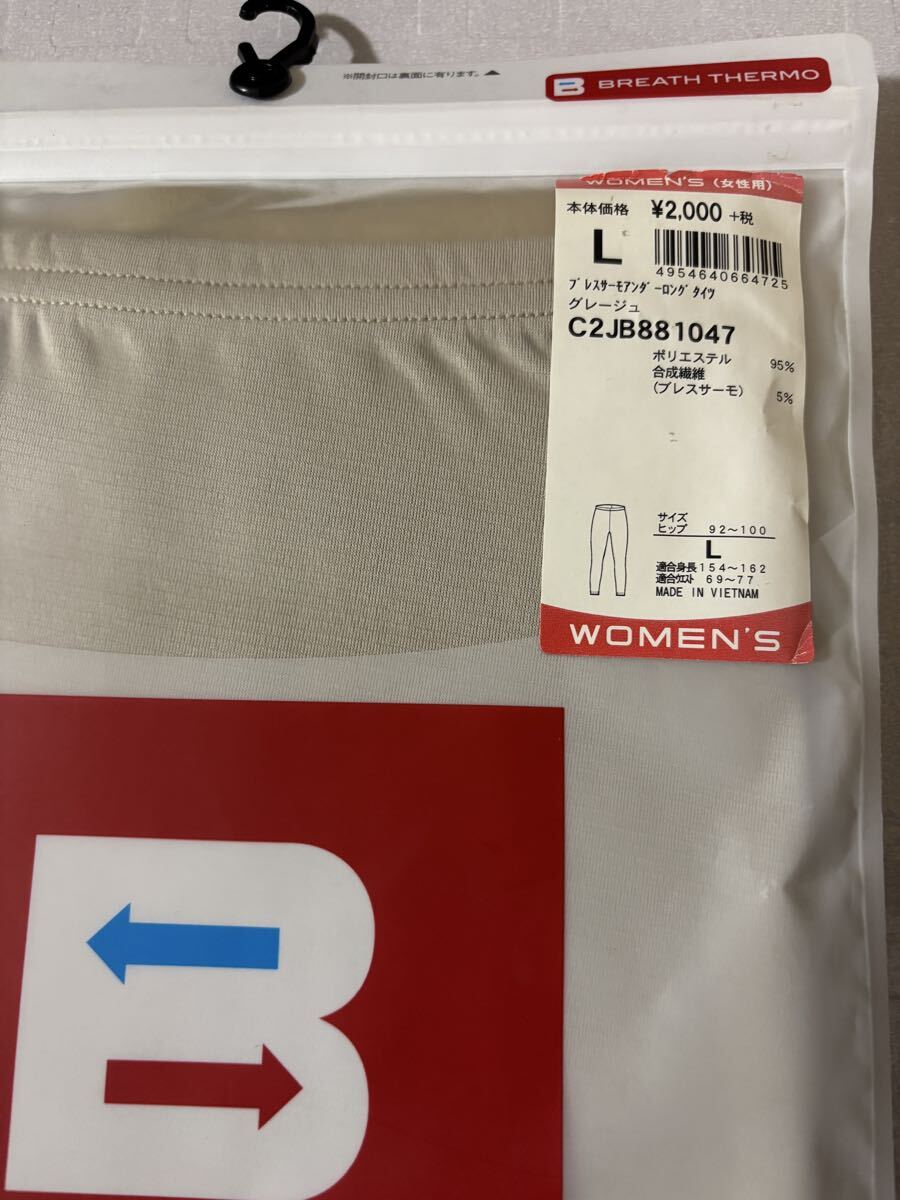 ※開封口は裏面に有ります。▲
B BREATH THERMO
WOMEN'S (女性用)
本体価格 ¥2,000 +税
L
4954640664725
ブレスサーモアンダーロングタイツ
グレージュ
C2JB881047
ポリエステル 95%
合成繊維
(ブレスサーモ) 5%
サイズ
ヒップ 92〜100
L
適合身長154〜162
適合ウエスト 69〜77
MADE IN VIETNAM
WOMEN'S
B